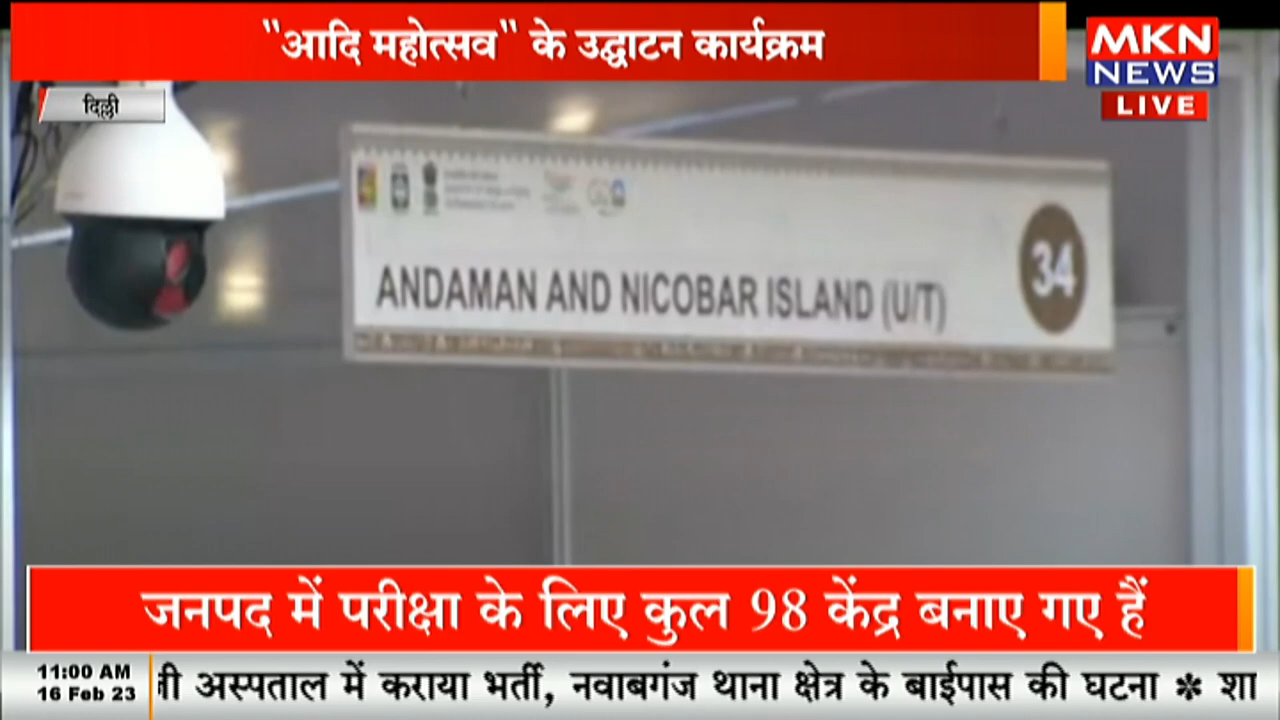 "आदि महोत्सव" के उद्घाटन कार्यक्रम
MKN
NEWS
LIVE
दिल्ली
ANDAMAN AND NICOBAR ISLAND (U/T)
34
जनपद में परीक्षा के लिए कुल 98 केंद्र बनाए गए हैं
11:00 AM
16 Feb 23
अस्पताल में कराया भर्ती, नवाबगंज थाना क्षेत्र के बाईपास की घटना * शा